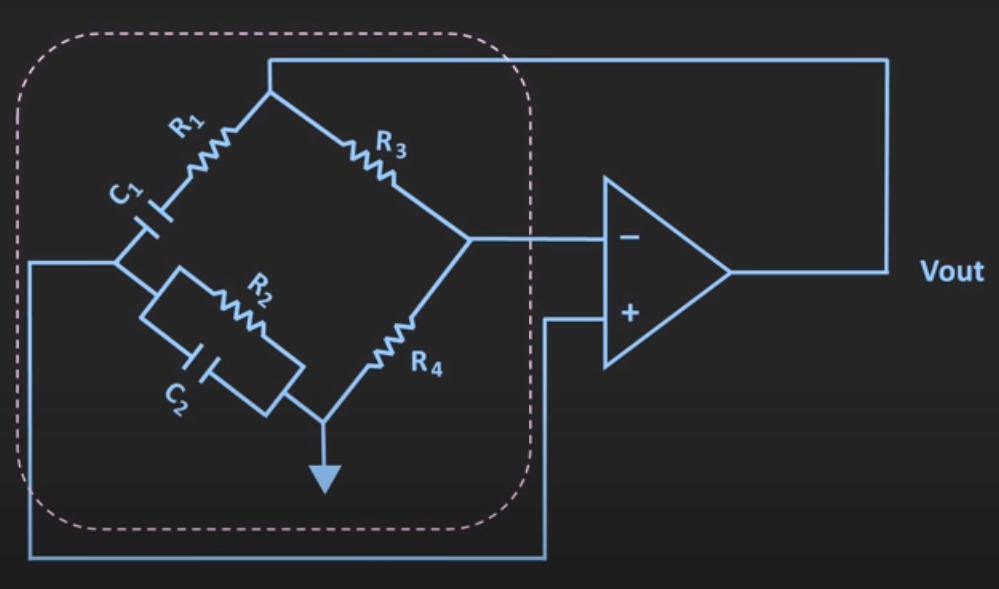 R₁
R₃
C₁
−
Vout
R₂
+
R₄
C₂